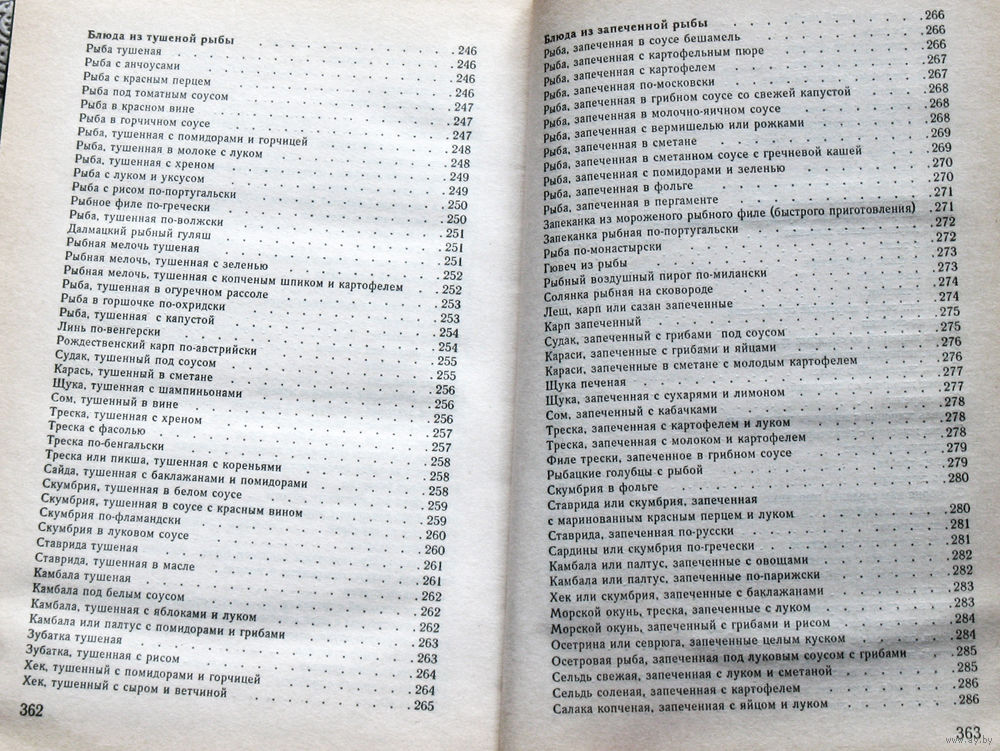 Блюда из тушеной рыбы . . . 246
Рыба тушеная . . . 246
Рыба с анчоусами . . . 246
Рыба с красным перцем . . . 246
Рыба под томатным соусом . . . 247
Рыба в красном вине . . . 247
Рыба в горчичном соусе . . . 247
Рыба, тушенная с помидорами и горчицей . . . 248
Рыба, тушенная в молоке с луком . . . 248
Рыба, тушенная с хреном . . . 249
Рыба с луком и уксусом . . . 249
Рыба с рисом по-португальски . . . 250
Рыбное филе по-гречески . . . 250
Рыба, тушенная по-волжски . . . 251
Далмацкий рыбный гуляш . . . 251
Рыбная мелочь тушеная . . . 251
Рыбная мелочь, тушенная с зеленью . . . 252
Рыбная мелочь, тушенная с копченым шпиком и картофелем . . . 252
Рыба, тушенная в огуречном рассоле . . . 253
Рыба в горшочке по-охридски . . . 253
Рыба, тушенная с капустой . . . 254
Линь по-венгерски . . . 254
Рождественский карп по-австрийски . . . 255
Судак, тушенный под соусом . . . 255
Карась, тушенный в сметане . . . 256
Щука, тушенная с шампиньонами . . . 256
Сом, тушенный в вине . . . 256
Треска, тушенная с хреном . . . 257
Треска с фасолью . . . 257
Треска по-бенгальски . . . 258
Треска или пикша, тушенная с кореньями . . . 258
Сайда, тушенная с баклажанами и помидорами . . . 258
Скумбрия, тушенная в белом соусе . . . 259
Скумбрия, тушенная в соусе с красным вином . . . 259
Скумбрия по-фламандски . . . 260
Скумбрия в луковом соусе . . . 260
Ставрида тушеная . . . 261
Ставрида, тушенная в масле . . . 261
Камбала тушеная . . . 262
Камбала под белым соусом . . . 262
Камбала, тушенная с яблоками и луком . . . 262
Камбала или палтус с помидорами и грибами . . . 263
Зубатка тушеная . . . 263
Зубатка, тушенная с рисом . . . 264
Хек, тушенный с помидорами и горчицей . . . 264
Хек, тушенный с сыром и ветчиной . . . 265
362
Блюда из запеченной рыбы . . . 266
Рыба, запеченная в соусе бешамель . . . 266
Рыба, запеченная с картофельным пюре . . . 266
Рыба, запеченная с картофелем . . . 267
Рыба, запеченная по-московски . . . 267
Рыба, запеченная в грибном соусе со свежей капустой . . . 268
Рыба, запеченная в молочно-яичном соусе . . . 268
Рыба, запеченная с вермишелью или рожками . . . 268
Рыба, запеченная в сметане . . . 269
Рыба, запеченная в сметанном соусе с гречневой кашей . . . 269
Рыба, запеченная с помидорами и зеленью . . . 270
Рыба, запеченная в фольге . . . 270
Рыба, запеченная в пергаменте . . . 271
Запеканка из мороженого рыбного филе (быстрого приготовления) . 271
Запеканка рыбная по-португальски . . . 272
Рыба по-монастырски . . . 272
Гювеч из рыбы . . . 273
Рыбный воздушный пирог по-милански . . . 273
Солянка рыбная на сковороде . . . 274
Лещ, карп или сазан запеченные . . . 274
Карп запеченный . . . 275
Судак, запеченный с грибами под соусом . . . 275
Караси, запеченные с грибами и яйцами . . . 276
Караси, запеченные в сметане с молодым картофелем . . . 276
Щука печеная . . . 277
Щука, запеченная с сухарями и лимоном . . . 277
Сом, запеченный с кабачками . . . 278
Треска, запеченная с картофелем и луком . . . 278
Треска, запеченная с молоком и картофелем . . . 278
Филе трески, запеченное в грибном соусе . . . 279
Рыбацкие голубцы с рыбой . . . 279
Скумбрия в фольге . . . 280
Ставрида или скумбрия, запеченная
с маринованным красным перцем и луком . . . 280
Ставрида, запеченная по-русски . . . 281
Сардины или скумбрия по-гречески . . . 281
Камбала или палтус, запеченные с овощами . . . 282
Камбала или палтус, запеченные по-парижски . . . 282
Хек или скумбрия, запеченные с баклажанами . . . 283
Морской окунь, треска, запеченные с луком . . . 283
Морской окунь, запеченный с грибами и рисом . . . 284
Осетрина или севрюга, запеченные целым куском . . . 284
Осетровая рыба, запеченная под луковым соусом с грибами . . . 285
Сельдь свежая, запеченная с луком и сметаной . . . 285
Сельдь соленая, запеченная с картофелем . . . 286
Салака копченая, запеченная с яйцом и луком . . . 286
363
www.ay.by